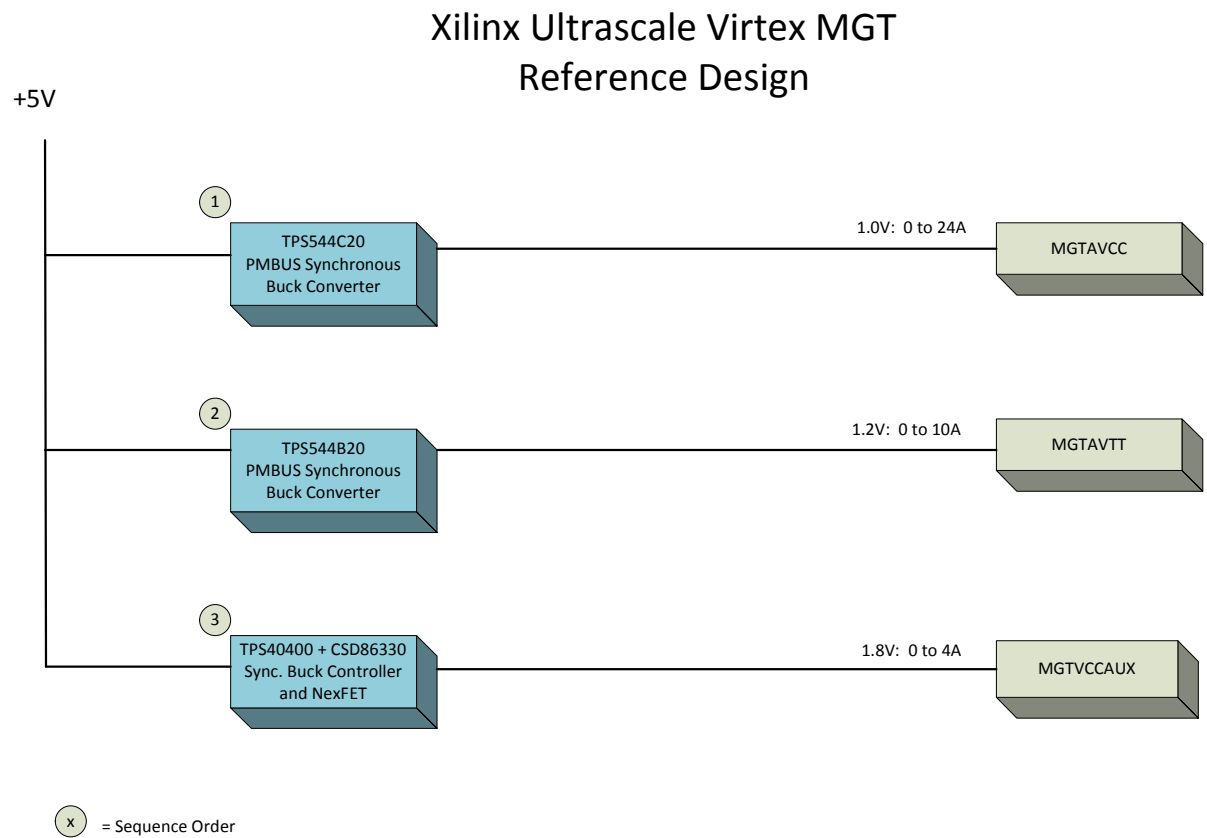 Xilinx Ultrascale Virtex MGT
Reference Design
+5V
1
TPS544C20
PMBUS Synchronous
Buck Converter
1.0V: 0 to 24A
MGTAVCC
2
TPS544B20
PMBUS Synchronous
Buck Converter
1.2V: 0 to 10A
MGTAVTT
3
TPS40400 + CSD86330
Sync. Buck Controller
and NexFET
1.8V: 0 to 4A
MGTVCCAUX
x = Sequence Order